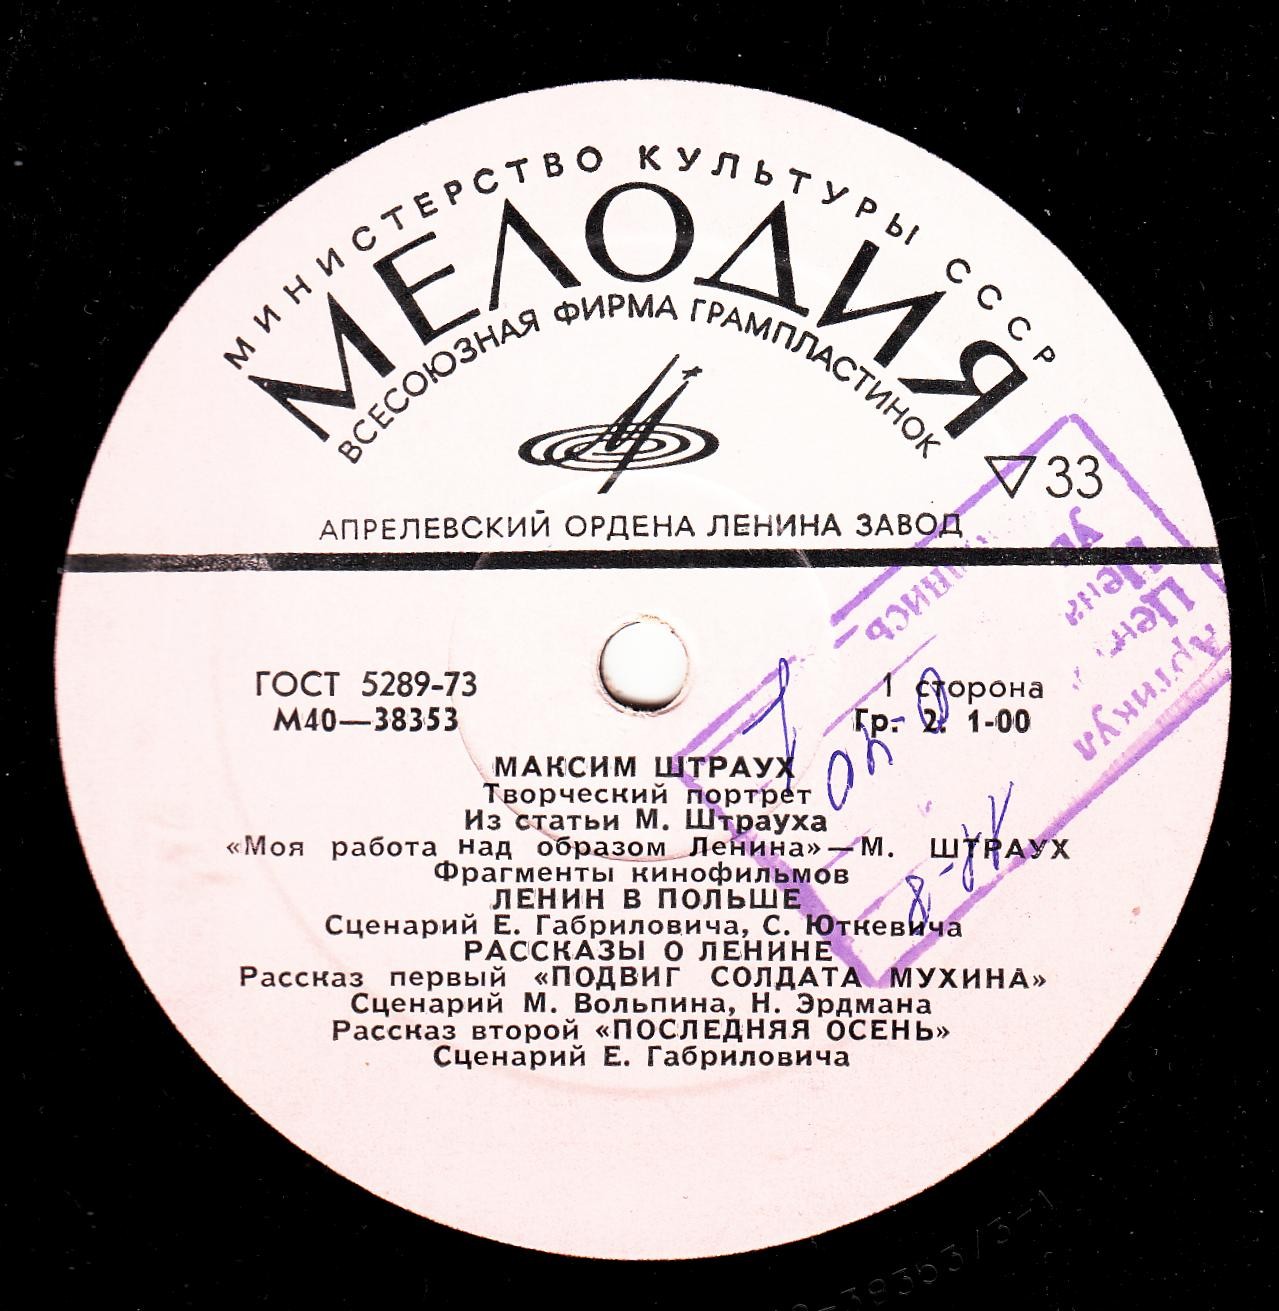 МИНИСТЕРСТВО КУЛЬТУРЫ СССР
МЕЛОДИЯ
ВСЕСОЮЗНАЯ ФИРМА ГРАМПЛАСТИНОК
▽33
АПРЕЛЕВСКИЙ ОРДЕНА ЛЕНИНА ЗАВОД
ГОСТ 5289-73
М40—38353
1 сторона
Гр. 2. 1-00
МАКСИМ ШТРАУХ
Творческий портрет
Из статьи М. Штрауха
«Моя работа над образом Ленина»—М. ШТРАУХ
Фрагменты кинофильмов
ЛЕНИН В ПОЛЬШЕ
Сценарий Е. Габриловича, С. Юткевича
РАССКАЗЫ О ЛЕНИНЕ
Рассказ первый «ПОДВИГ СОЛДАТА МУХИНА»
Сценарий М. Вольпина, Н. Эрдмана
Рассказ второй «ПОСЛЕДНЯЯ ОСЕНЬ»
Сценарий Е. Габриловича
Артикул
Цена